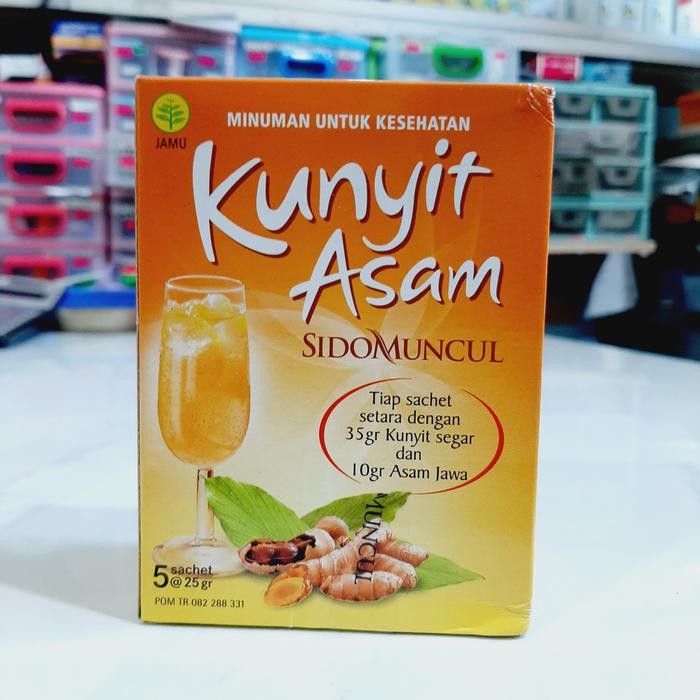 JAMU
MINUMAN UNTUK KESEHATAN
Kunyit
Asam
SIDOMUNCUL
Tiap sachet
setara dengan
35gr Kunyit segar
dan
10gr Asam Jawa
MUNCUL
5 sachet
@ 25 gr
POM TR 082 288 331